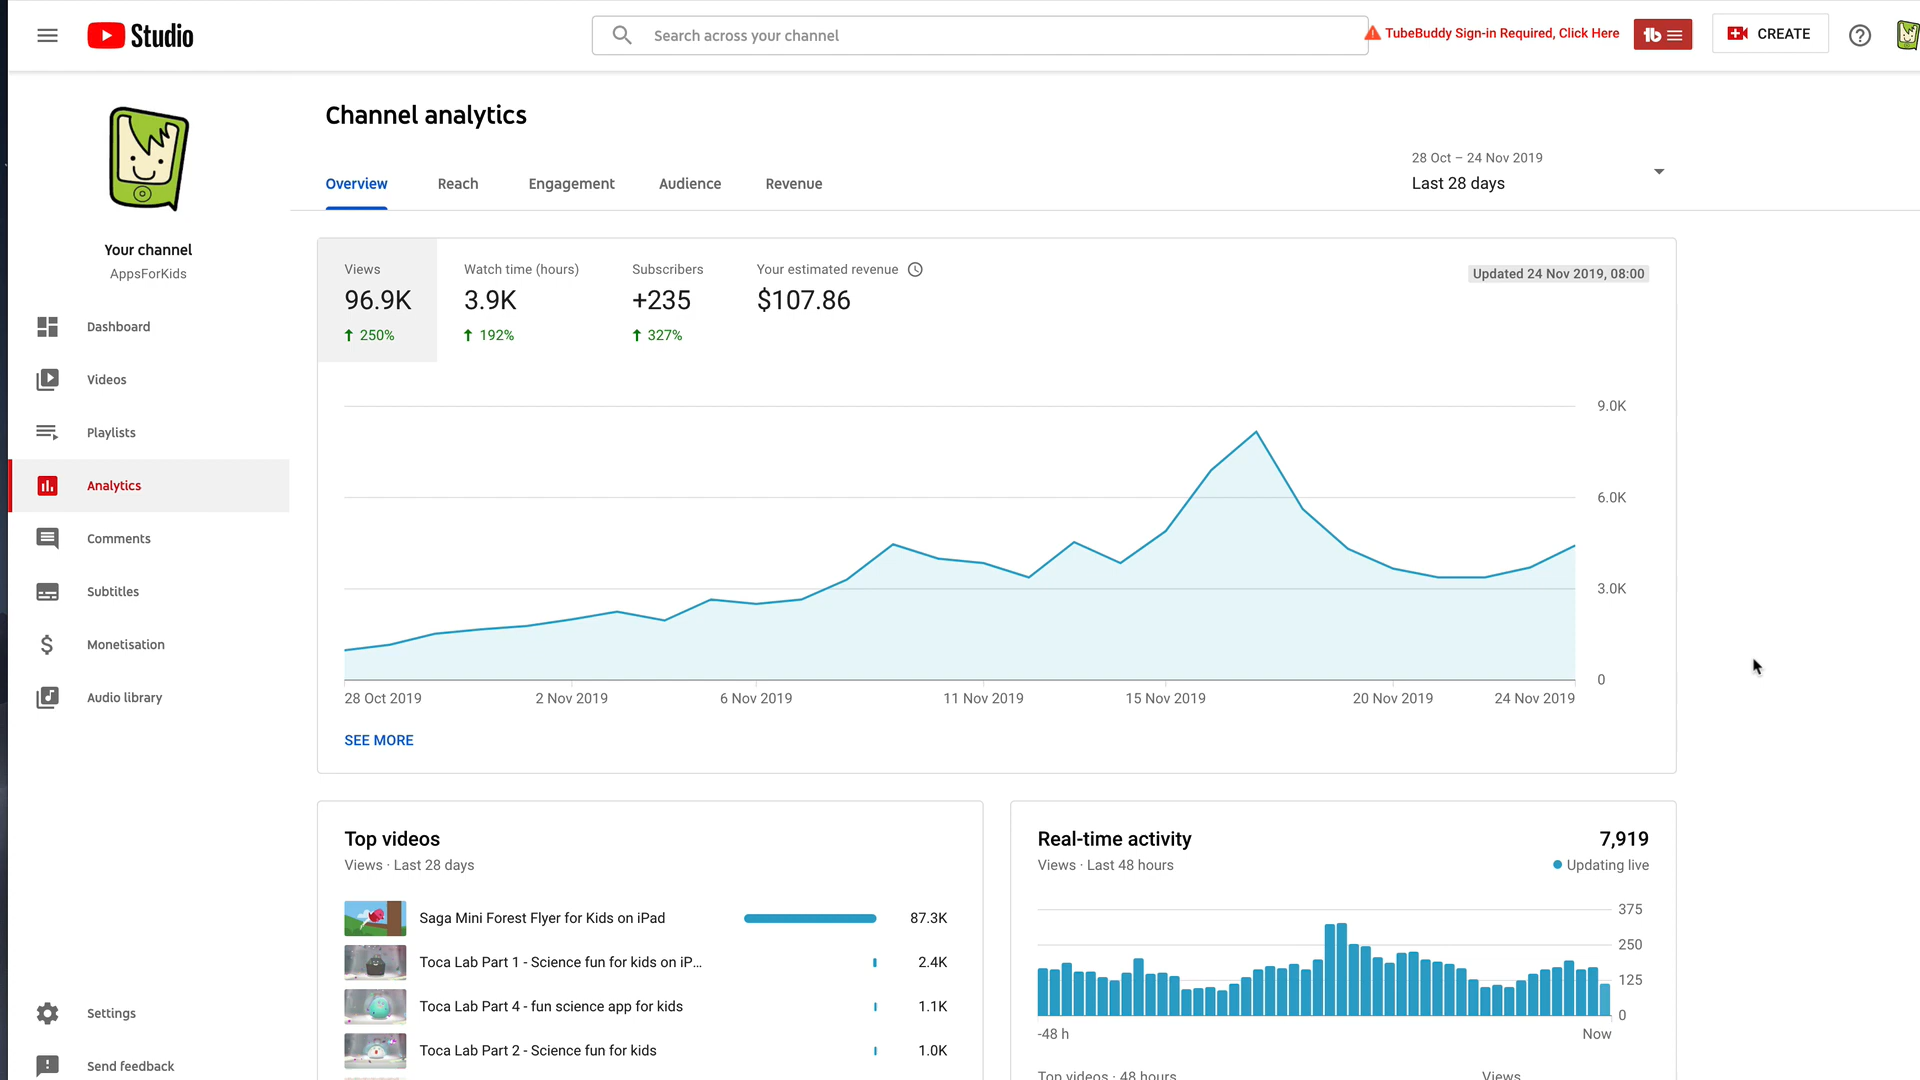 Studio
Search across your channel
TubeBuddy Sign-in Required, Click Here
tb
CREATE
Channel analytics
Overview
Reach
Engagement
Audience
Revenue
28 Oct – 24 Nov 2019
Last 28 days
Your channel
AppsForKids
Dashboard
Videos
Playlists
Analytics
Comments
Subtitles
Monetisation
Audio library
Settings
Send feedback
Views
96.9K
250%
Watch time (hours)
3.9K
192%
Subscribers
+235
327%
Your estimated revenue
$107.86
Updated 24 Nov 2019, 08:00
9.0K
6.0K
3.0K
0
28 Oct 2019
2 Nov 2019
6 Nov 2019
11 Nov 2019
15 Nov 2019
20 Nov 2019
24 Nov 2019
SEE MORE
Top videos
Views · Last 28 days
Saga Mini Forest Flyer for Kids on iPad
87.3K
Toca Lab Part 1 - Science fun for kids on iP...
2.4K
Toca Lab Part 4 - fun science app for kids
1.1K
Toca Lab Part 2 - Science fun for kids
1.0K
Real-time activity
7,919
Views · Last 48 hours
Updating live
375
250
125
0
-48 h
Now
Top videos · 48 hours
Views